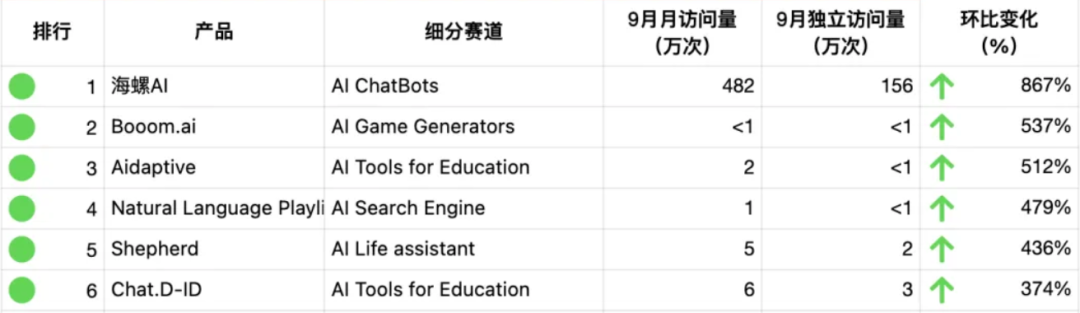 排行 产品 细分赛道 9月月访问量（万次） 9月独立访问量（万次） 环比变化（%）
1 海螺AI AI ChatBots 482 156 867%
2 Booom.ai AI Game Generators <1 <1 537%
3 Aidaptive AI Tools for Education 2 <1 512%
4 Natural Language Playli AI Search Engine 1 <1 479%
5 Shepherd AI Life assistant 5 2 436%
6 Chat.D-ID AI Tools for Education 6 3 374%